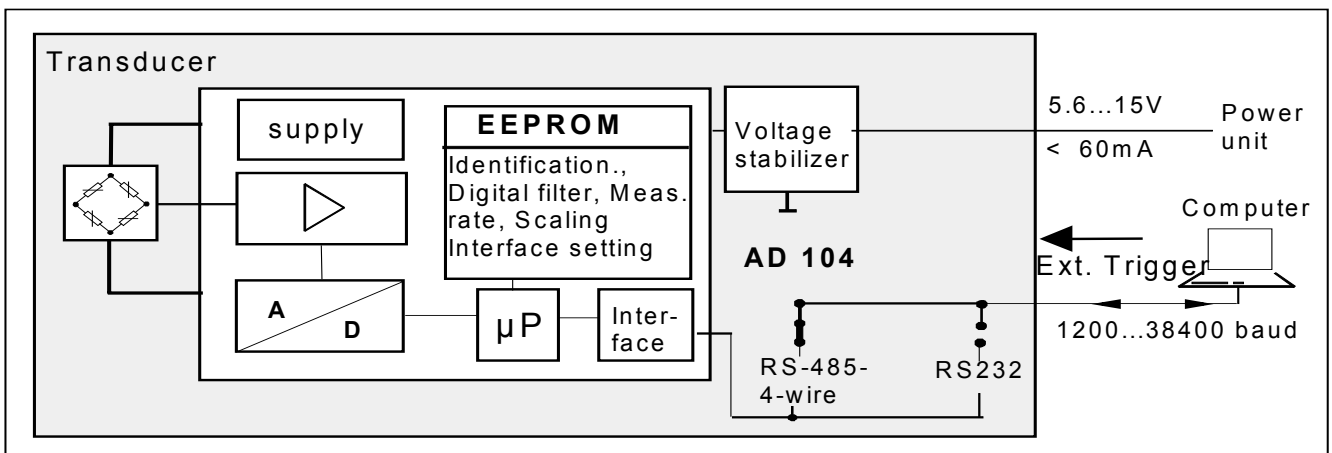 Transducer
supply
EEPROM
Identification.,
Digital filter, Meas.
rate, Scaling
Interface setting
A
D
µP
Inter-
face
Voltage
stabilizer
AD 104
RS-485-
4-wire
RS232
5.6...15V
< 60mA
Power
unit
Computer
Ext. Trigger
1200...38400 baud